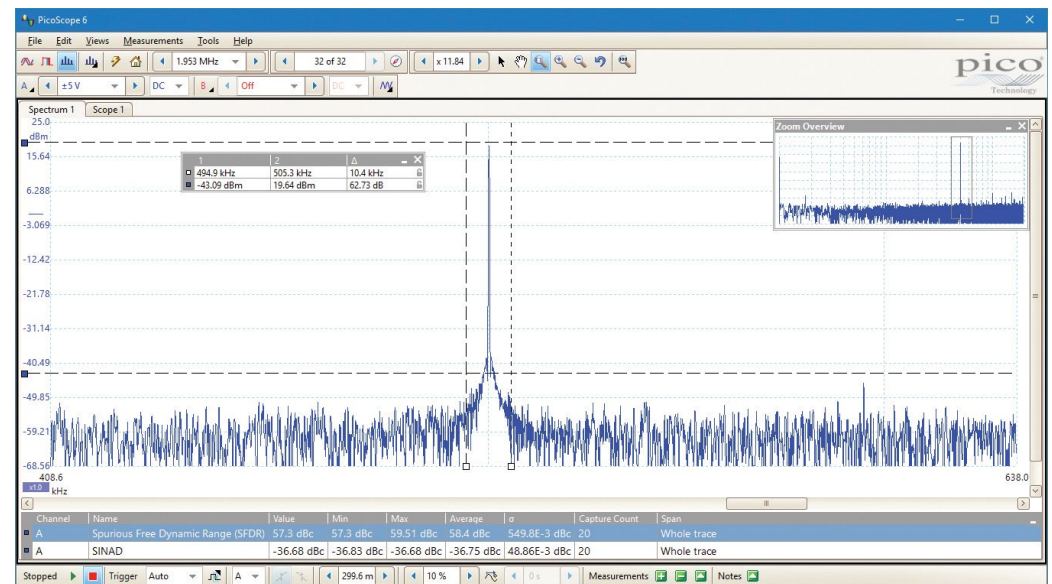 PicoScope 6
File Edit Views Measurements Tools Help
1.953 MHz 32 of 32 x 11.84
pico
Technology
A ±5 V DC B Off DC
Spectrum 1 Scope 1
25.0
dBm
15.64
6.288
-3.069
-12.42
-21.78
-31.14
-40.49
-49.85
-59.21
-68.56
1 2 Δ
494.9 kHz 505.3 kHz 10.4 kHz
-43.09 dBm 19.64 dBm 62.73 dB
Zoom Overview
408.6 638.0
x1.0 kHz
Channel Name Value Min Max Average σ Capture Count Span
A Spurious Free Dynamic Range (SFDR) 57.3 dBc 57.3 dBc 59.51 dBc 58.4 dBc 549.8E-3 dBc 20 Whole trace
A SINAD -36.68 dBc -36.83 dBc -36.68 dBc -36.75 dBc 48.86E-3 dBc 20 Whole trace
Stopped Trigger Auto A 299.6 m 10 % 0 s Measurements Notes